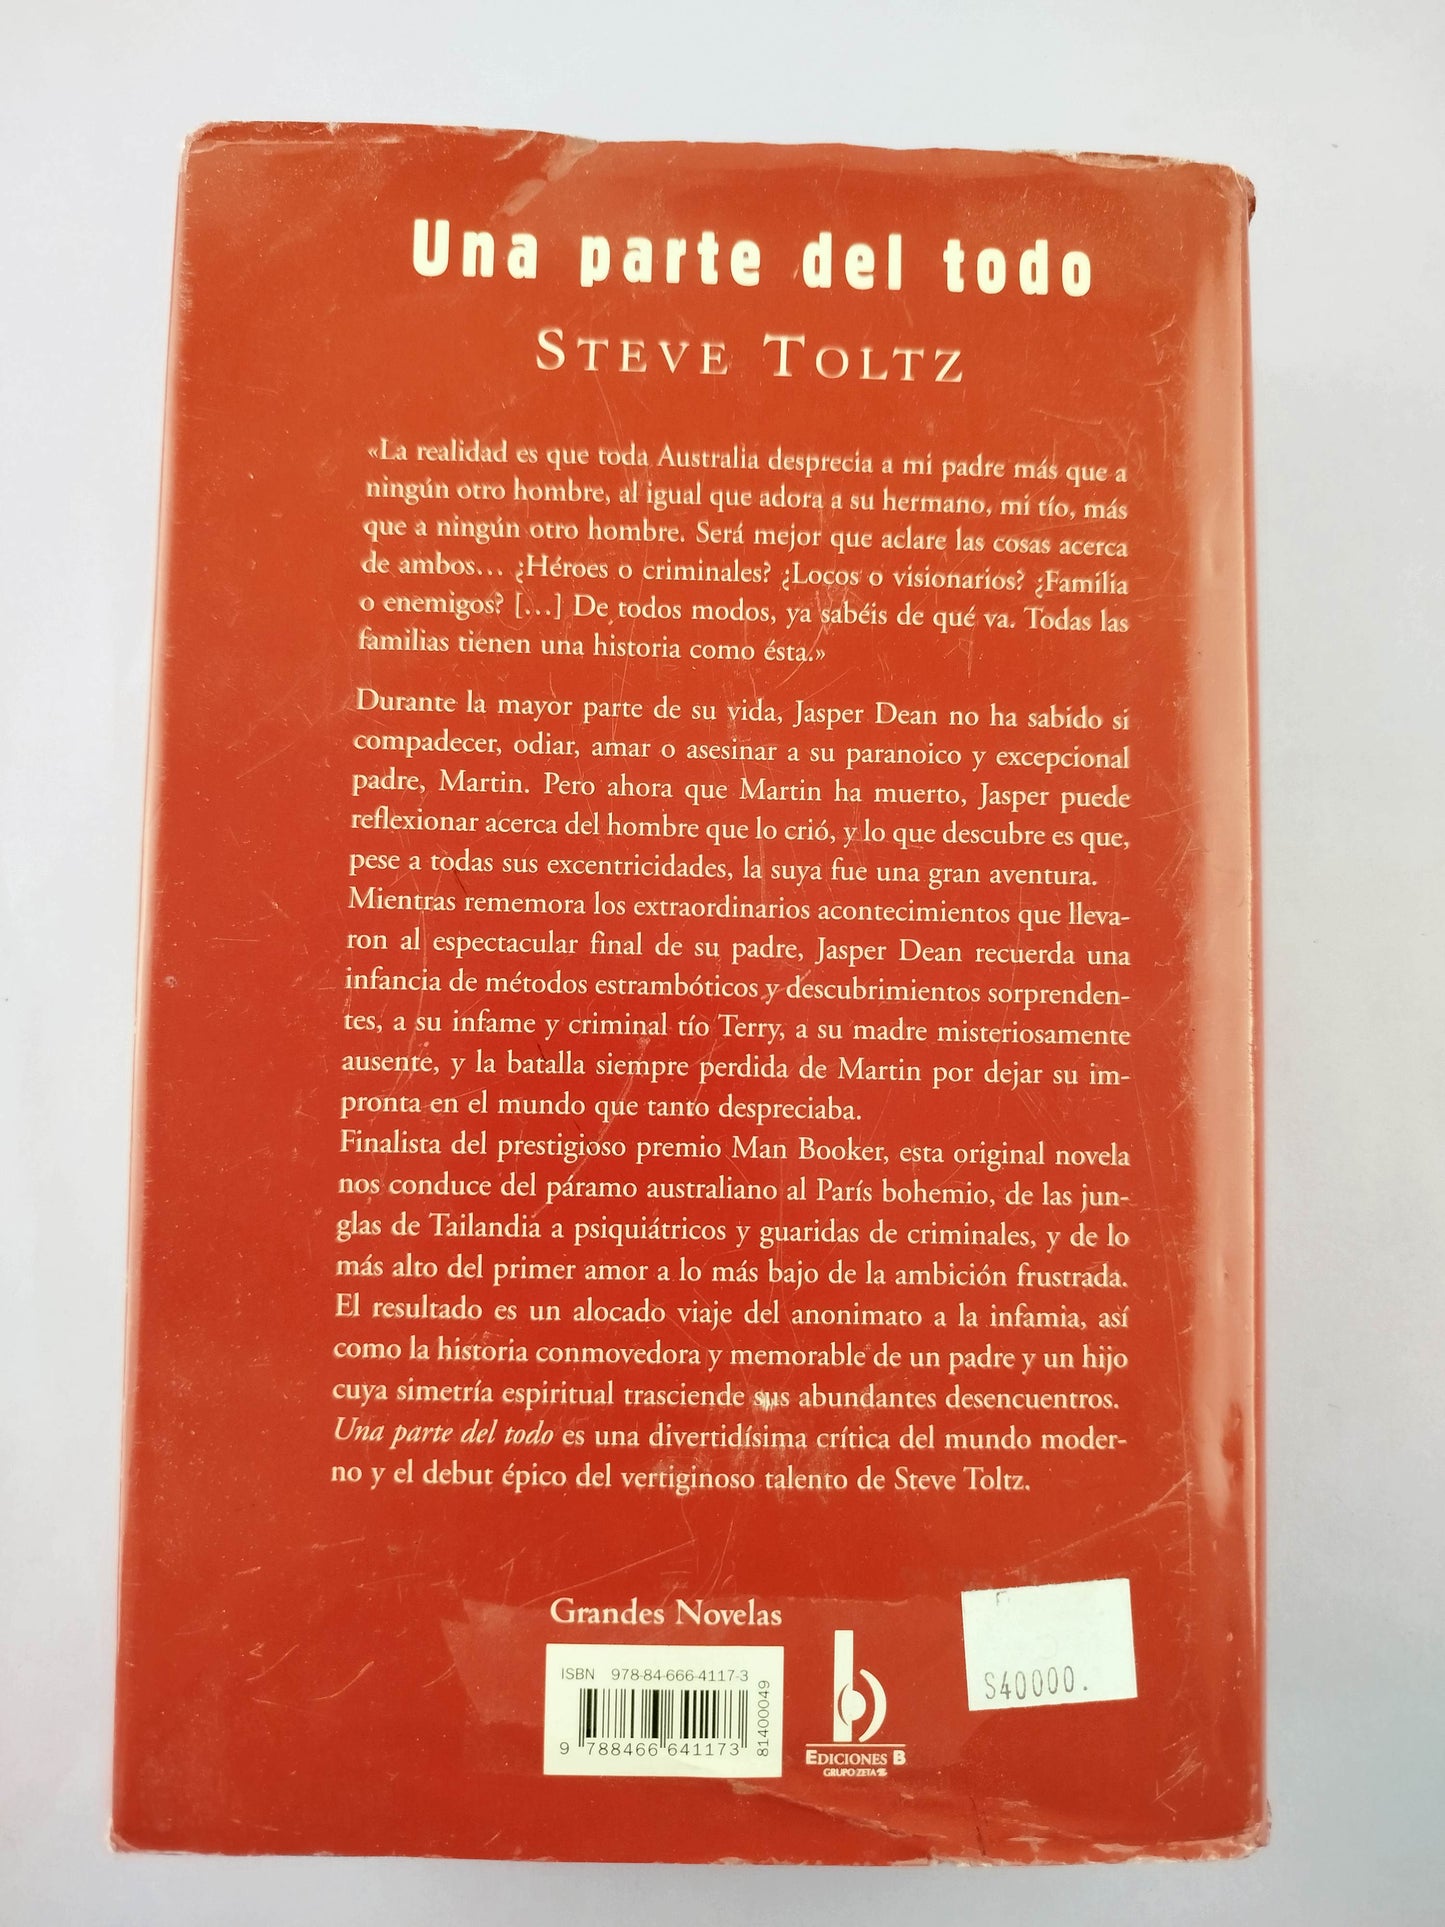 Una parte del todo
STEVE TOLTZ
«La realidad es que toda Australia desprecia a mi padre más que a
ningún otro hombre, al igual que adora a su hermano, mi tío, más
que a ningún otro hombre. Será mejor que aclare las cosas acerca
de ambos... ¿Héroes o criminales? ¿Locos o visionarios? ¿Familia
o enemigos? [...] De todos modos, ya sabéis de qué va. Todas las
familias tienen una historia como ésta.»
Durante la mayor parte de su vida, Jasper Dean no ha sabido si
compadecer, odiar, amar o asesinar a su paranoico y excepcional
padre, Martin. Pero ahora que Martin ha muerto, Jasper puede
reflexionar acerca del hombre que lo crió, y lo que descubre es que,
pese a todas sus excentricidades, la suya fue una gran aventura.
Mientras rememora los extraordinarios acontecimientos que lleva-
ron al espectacular final de su padre, Jasper Dean recuerda una
infancia de métodos estrambóticos y descubrimientos sorprenden-
tes, a su infame y criminal tío Terry, a su madre misteriosamente
ausente, y la batalla siempre perdida de Martin por dejar su im-
pronta en el mundo que tanto despreciaba.
Finalista del prestigioso premio Man Booker, esta original novela
nos conduce del páramo australiano al París bohemio, de las jun-
glas de Tailandia a psiquiátricos y guaridas de criminales, y de lo
más alto del primer amor a lo más bajo de la ambición frustrada.
El resultado es un alocado viaje del anonimato a la infamia, así
como la historia conmovedora y memorable de un padre y un hijo
cuya simetría espiritual trasciende sus abundantes desencuentros.
Una parte del todo es una divertidísima crítica del mundo moder-
no y el debut épico del vertiginoso talento de Steve Toltz.
Grandes Novelas
ISBN 978-84-666-4117-3
9 788466 641173
81400049
b
EDICIONES B
GRUPO ZETA
$40000.